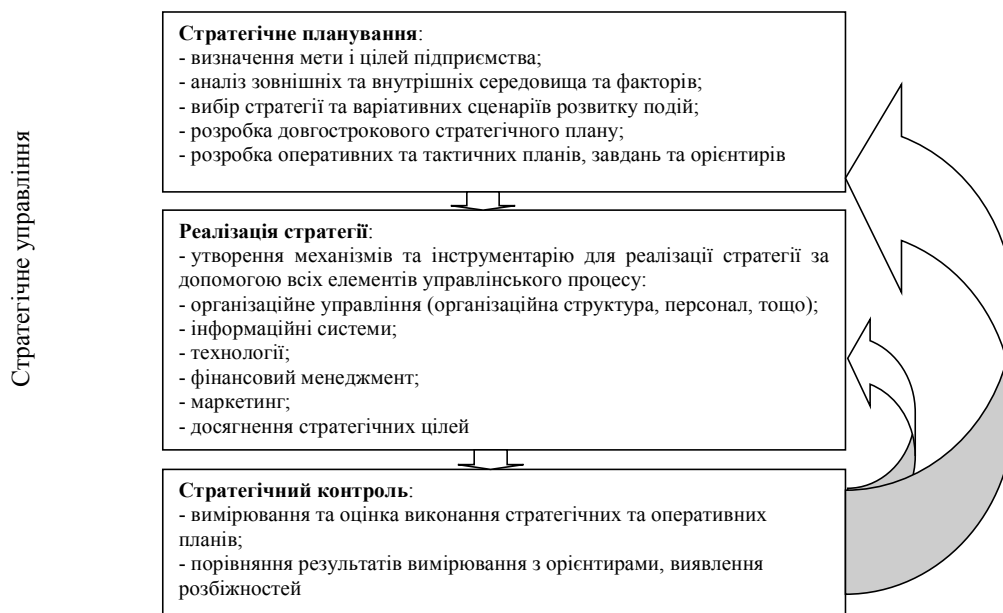 Стратегічне управління
Стратегічне планування:
- визначення мети і цілей підприємства;
- аналіз зовнішніх та внутрішніх середовища та факторів;
- вибір стратегії та варіативних сценаріїв розвитку подій;
- розробка довгострокового стратегічного плану;
- розробка оперативних та тактичних планів, завдань та орієнтирів
Реалізація стратегії:
- утворення механізмів та інструментарію для реалізації стратегії за
допомогою всіх елементів управлінського процесу:
- організаційне управління (організаційна структура, персонал, тощо);
- інформаційні системи;
- технології;
- фінансовий менеджмент;
- маркетинг;
- досягнення стратегічних цілей
Стратегічний контроль:
- вимірювання та оцінка виконання стратегічних та оперативних
планів;
- порівняння результатів вимірювання з орієнтирами, виявлення
розбіжностей